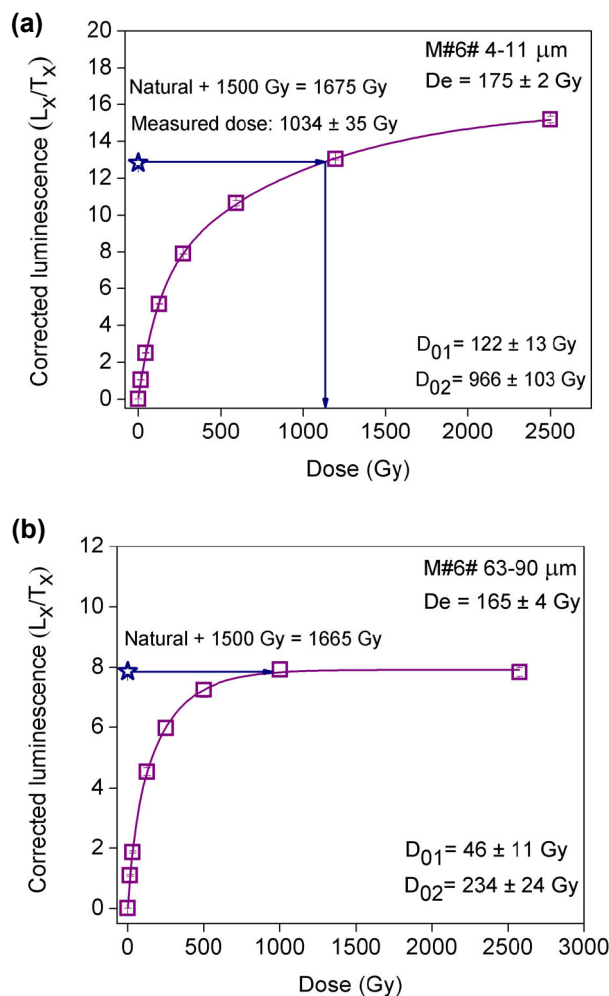 (a)
M#6# 4-11 μm
De = 175 ± 2 Gy
Natural + 1500 Gy = 1675 Gy
Measured dose: 1034 ± 35 Gy
D01 = 122 ± 13 Gy
D02 = 966 ± 103 Gy
Corrected luminescence (LX/TX)
20
18
16
14
12
10
8
6
4
2
0
0 500 1000 1500 2000 2500
Dose (Gy)
(b)
M#6# 63-90 μm
De = 165 ± 4 Gy
Natural + 1500 Gy = 1665 Gy
D01 = 46 ± 11 Gy
D02 = 234 ± 24 Gy
Corrected luminescence (LX/TX)
12
10
8
6
4
2
0
0 500 1000 1500 2000 2500 3000
Dose (Gy)